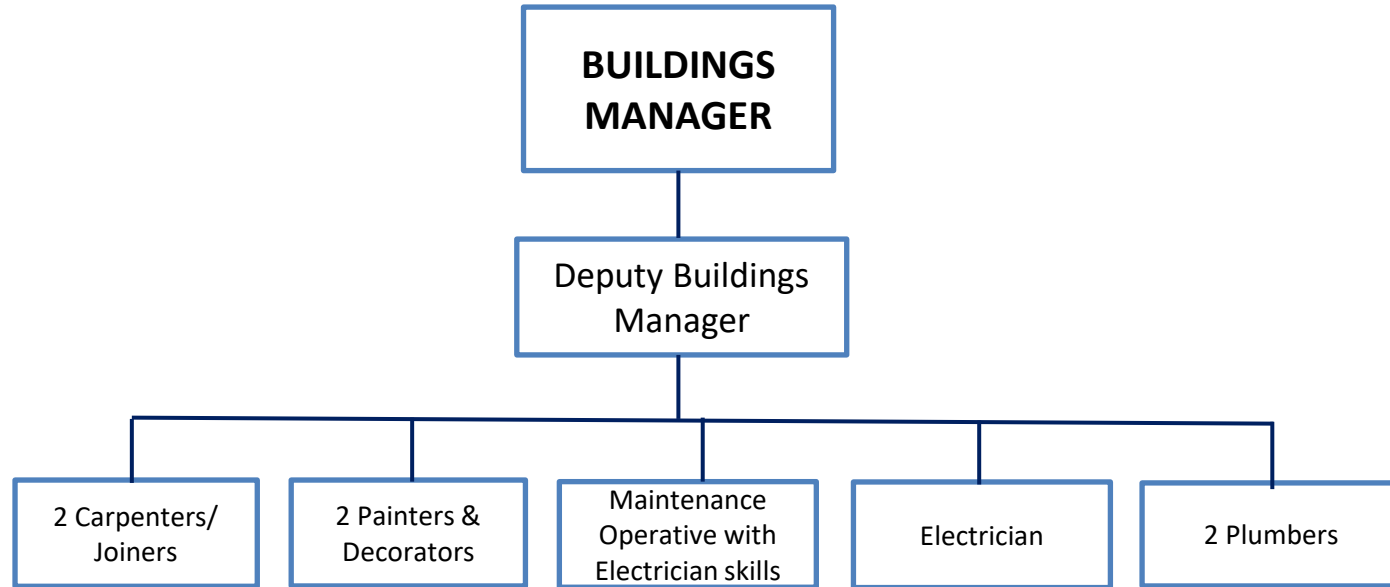 BUILDINGS
MANAGER
Deputy Buildings
Manager
2 Carpenters/
Joiners
2 Painters &
Decorators
Maintenance
Operative with
Electrician skills
Electrician
2 Plumbers